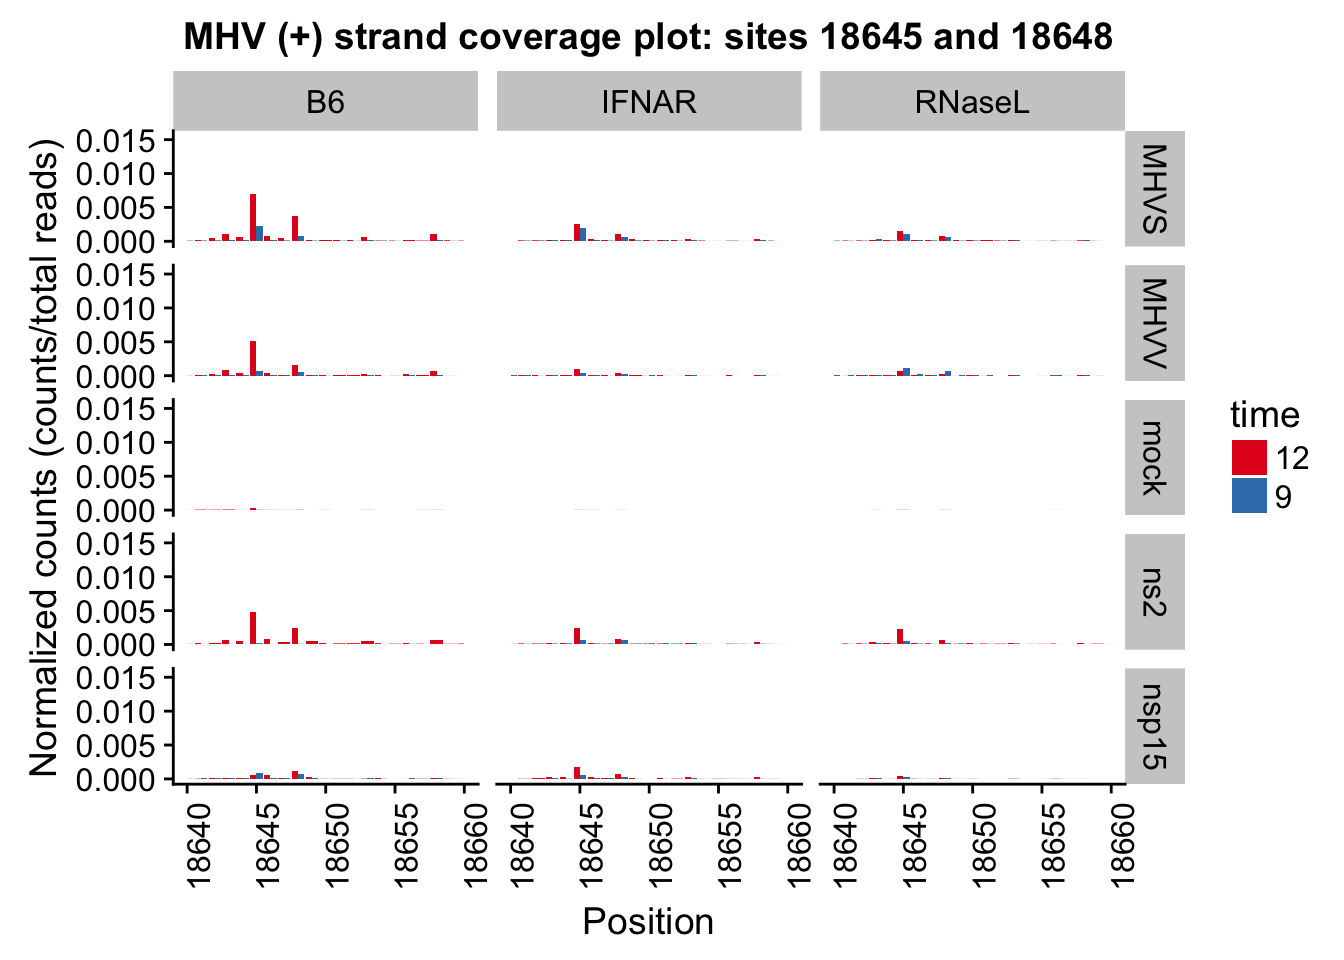 MHV (+) strand coverage plot: sites 18645 and 18648
B6
IFNAR
RNaseL
Normalized counts (counts/total reads)
0.015
0.010
0.005
0.000
MHVS
0.015
0.010
0.005
0.000
MHVV
0.015
0.010
0.005
0.000
mock
0.015
0.010
0.005
0.000
ns2
0.015
0.010
0.005
0.000
nsp15
time
12
9
18640 18645 18650 18655 18660
18640 18645 18650 18655 18660
18640 18645 18650 18655 18660
Position